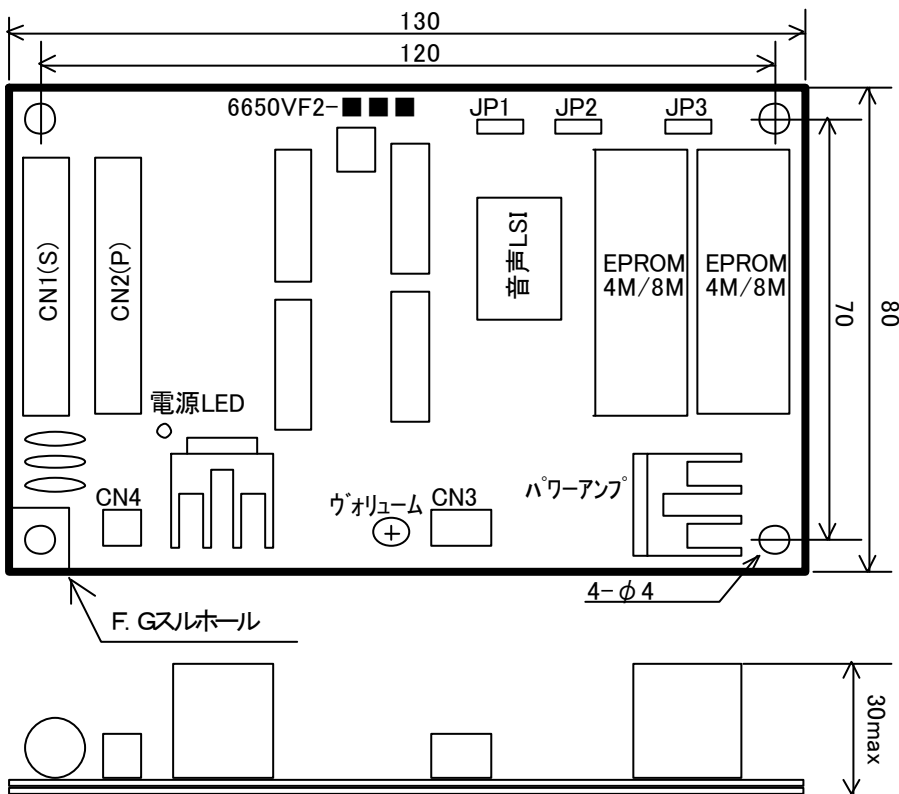 130
120
6650VF2-■■■
JP1
JP2
JP3
CN1(S)
CN2(P)
音声LSI
EPROM
4M/8M
EPROM
4M/8M
70
80
電源LED
CN4
ヴォリューム
CN3
パワーアンプ
4-φ4
F.Gスルホール
30max